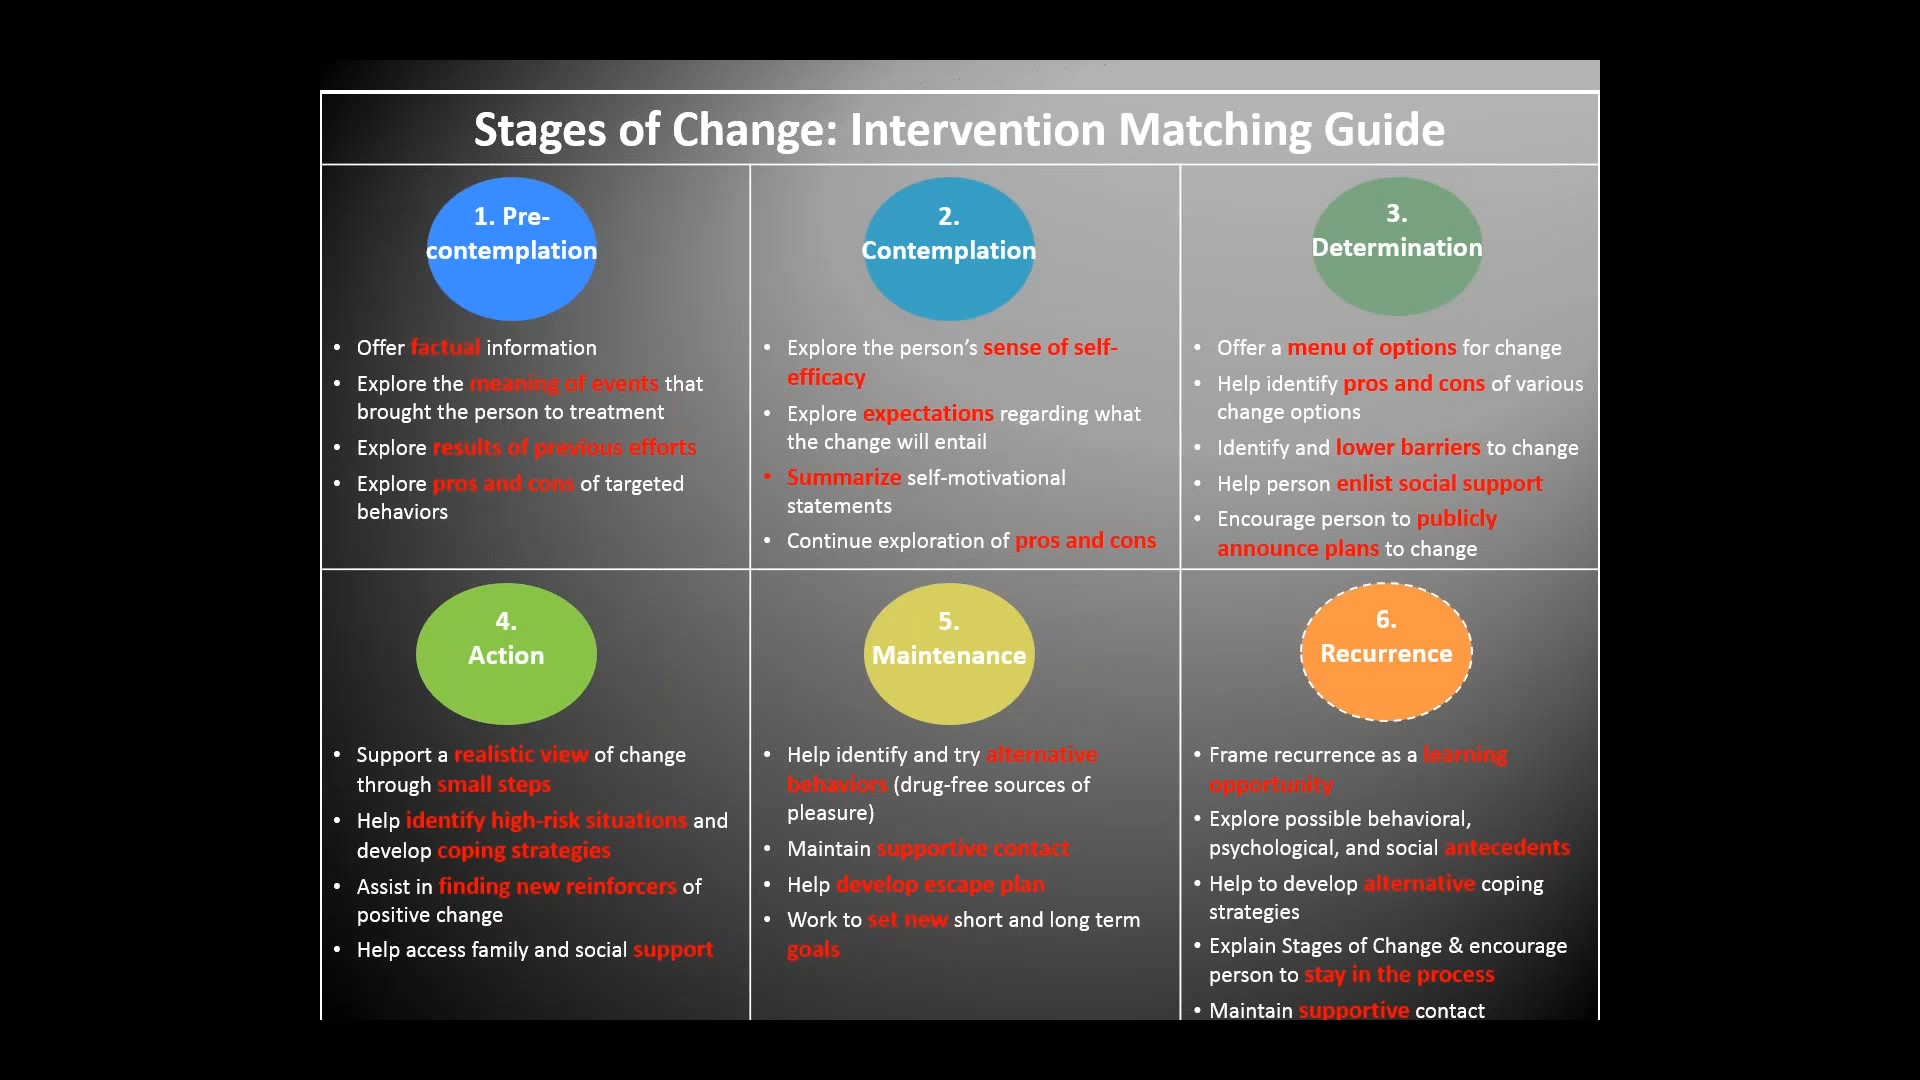 Stages of Change: Intervention Matching Guide
1. Pre-
contemplation
• Offer factual information
• Explore the meaning of events that
brought the person to treatment
• Explore results of previous efforts
• Explore pros and cons of targeted
behaviors
2.
Contemplation
• Explore the person’s sense of self-
efficacy
• Explore expectations regarding what
the change will entail
• Summarize self-motivational
statements
• Continue exploration of pros and cons
3.
Determination
• Offer a menu of options for change
• Help identify pros and cons of various
change options
• Identify and lower barriers to change
• Help person enlist social support
• Encourage person to publicly
announce plans to change
4.
Action
• Support a realistic view of change
through small steps
• Help identify high-risk situations and
develop coping strategies
• Assist in finding new reinforcers of
positive change
• Help access family and social support
5.
Maintenance
• Help identify and try alternative
behaviors (drug-free sources of
pleasure)
• Maintain supportive contact
• Help develop escape plan
• Work to set new short and long term
goals
6.
Recurrence
• Frame recurrence as a learning
opportunity
• Explore possible behavioral,
psychological, and social antecedents
• Help to develop alternative coping
strategies
• Explain Stages of Change & encourage
person to stay in the process
• Maintain supportive contact